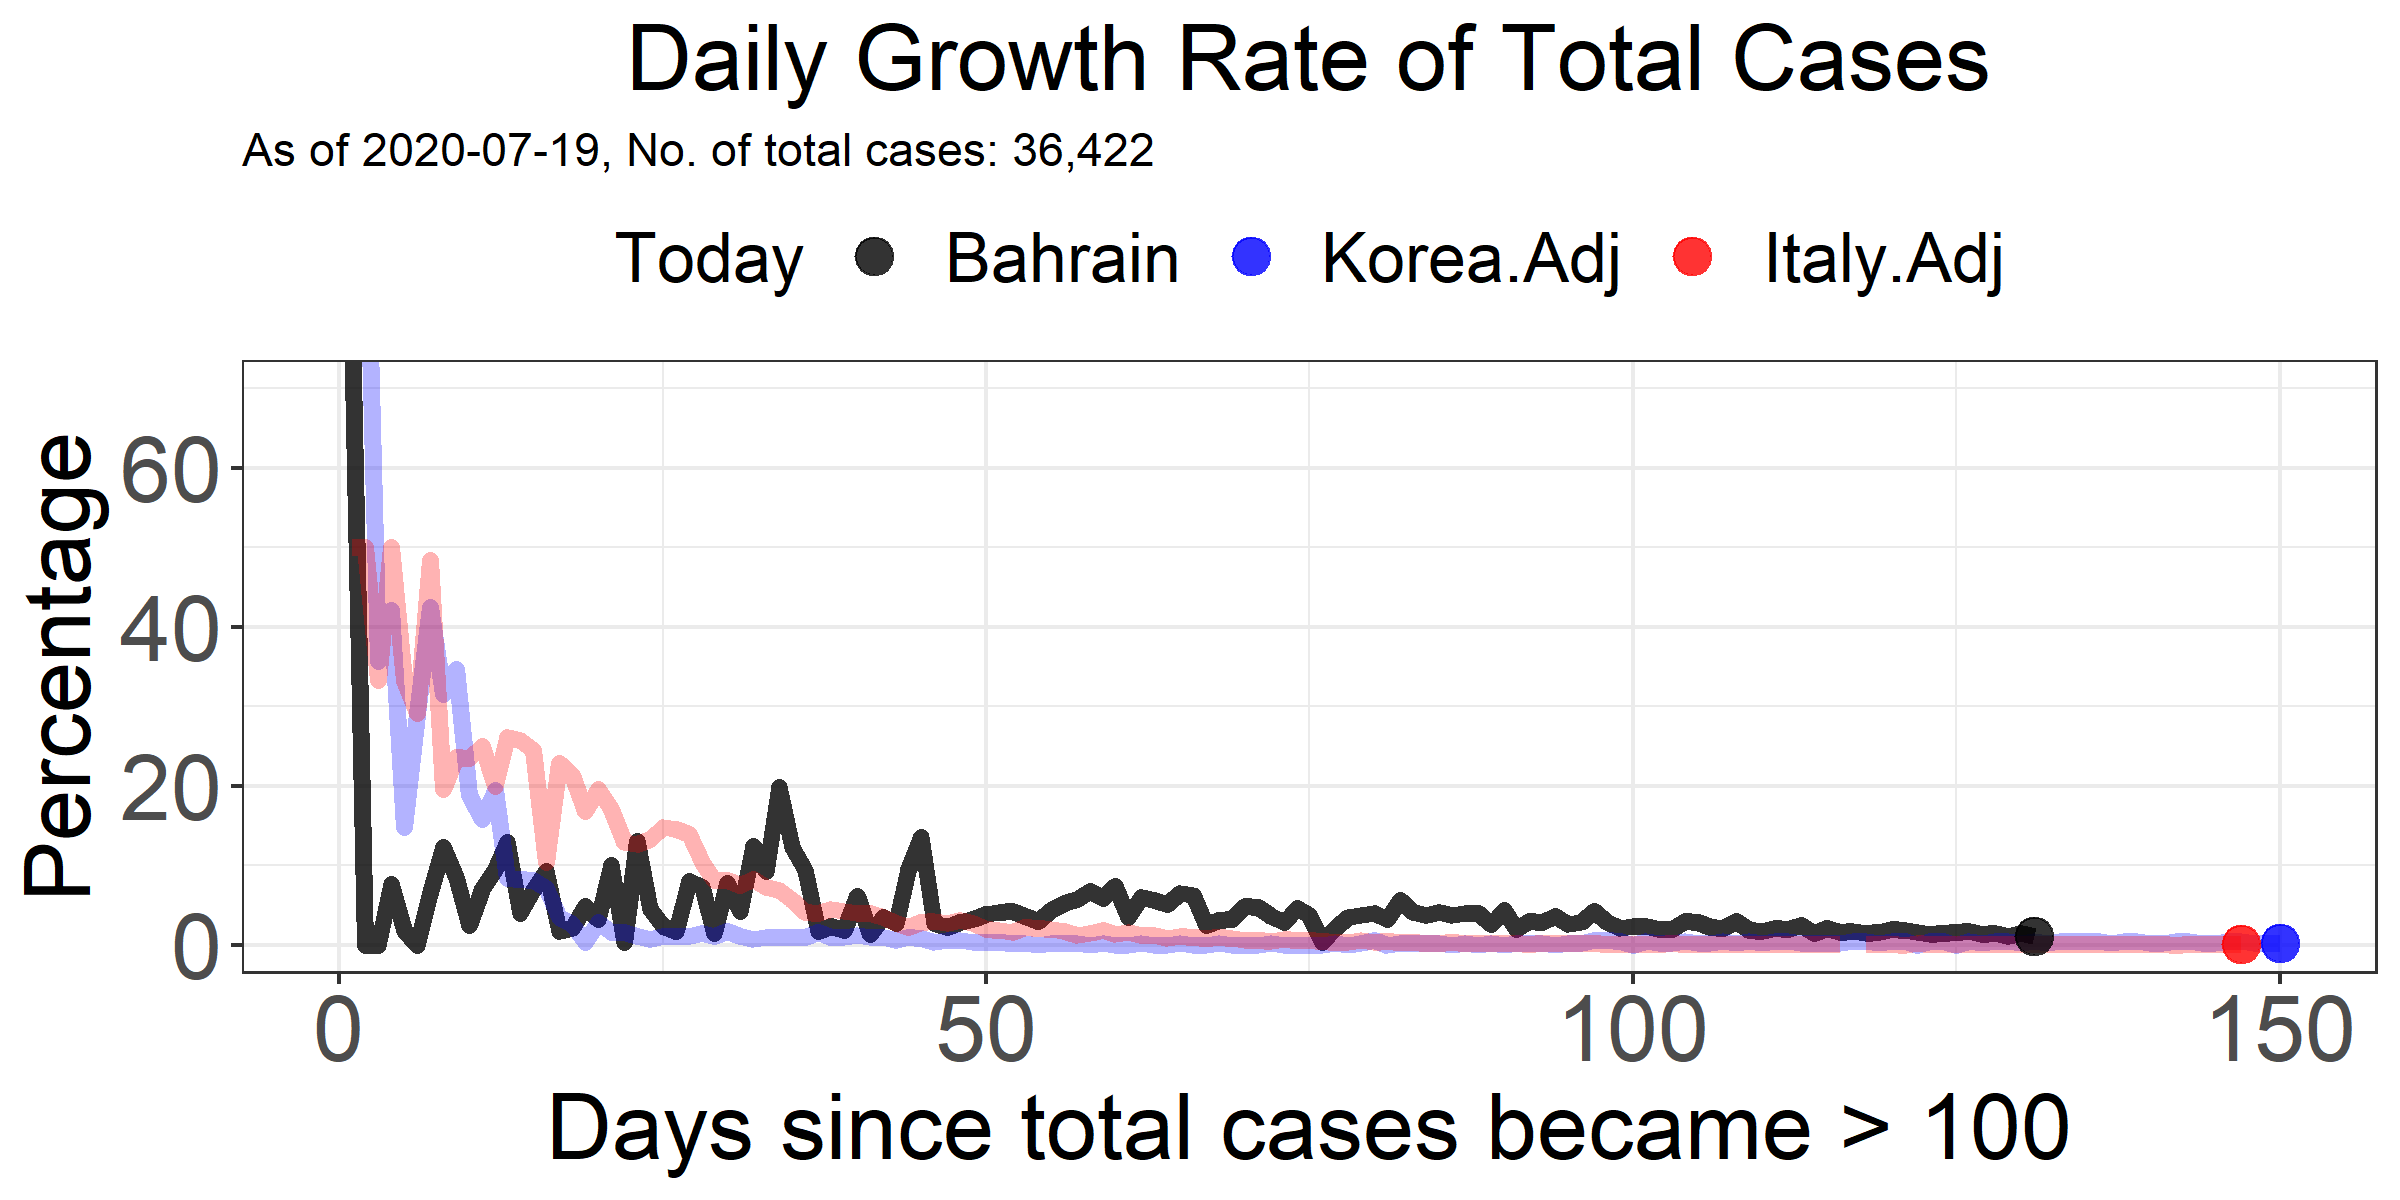 Daily Growth Rate of Total Cases
As of 2020-07-19, No. of total cases: 36,422
Today Bahrain Korea.Adj Italy.Adj
Percentage
60
40
20
0
0 50 100 150
Days since total cases became > 100